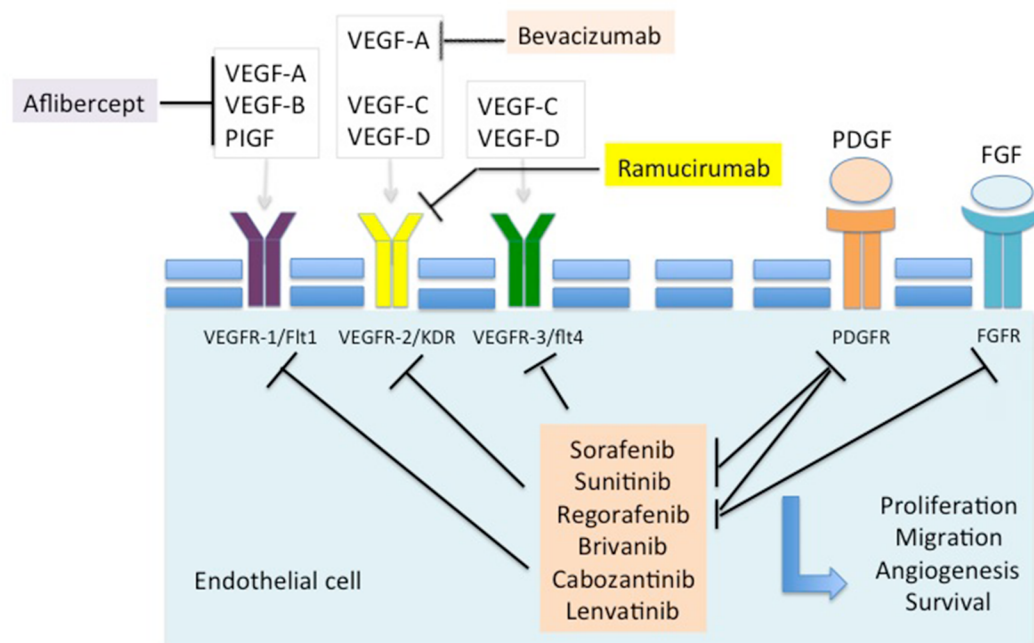 VEGF-A
Bevacizumab
Aflibercept
VEGF-A
VEGF-B
PlGF
VEGF-C
VEGF-D
VEGF-C
VEGF-D
Ramucirumab
PDGF
FGF
VEGFR-1/Flt1
VEGFR-2/KDR
VEGFR-3/flt4
PDGFR
FGFR
Sorafenib
Sunitinib
Regorafenib
Brivanib
Cabozantinib
Lenvatinib
Endothelial cell
Proliferation
Migration
Angiogenesis
Survival